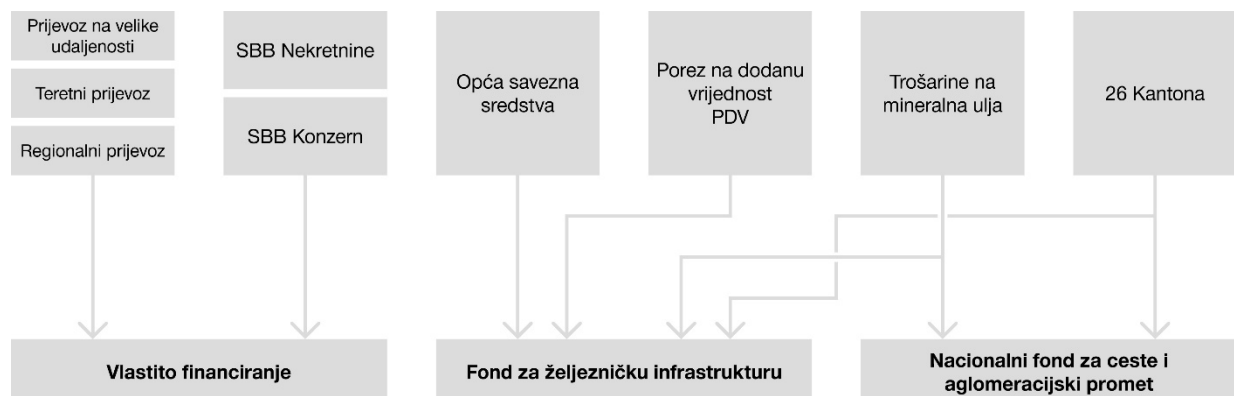 Prijevoz na velike
udaljenosti
Teretni prijevoz
Regionalni prijevoz
SBB Nekretnine
SBB Konzern
Opća savezna
sredstva
Porez na dodanu
vrijednost
PDV
Trošarine na
mineralna ulja
26 Kantona
Vlastito financiranje
Fond za željezničku infrastrukturu
Nacionalni fond za ceste i
aglomeracijski promet